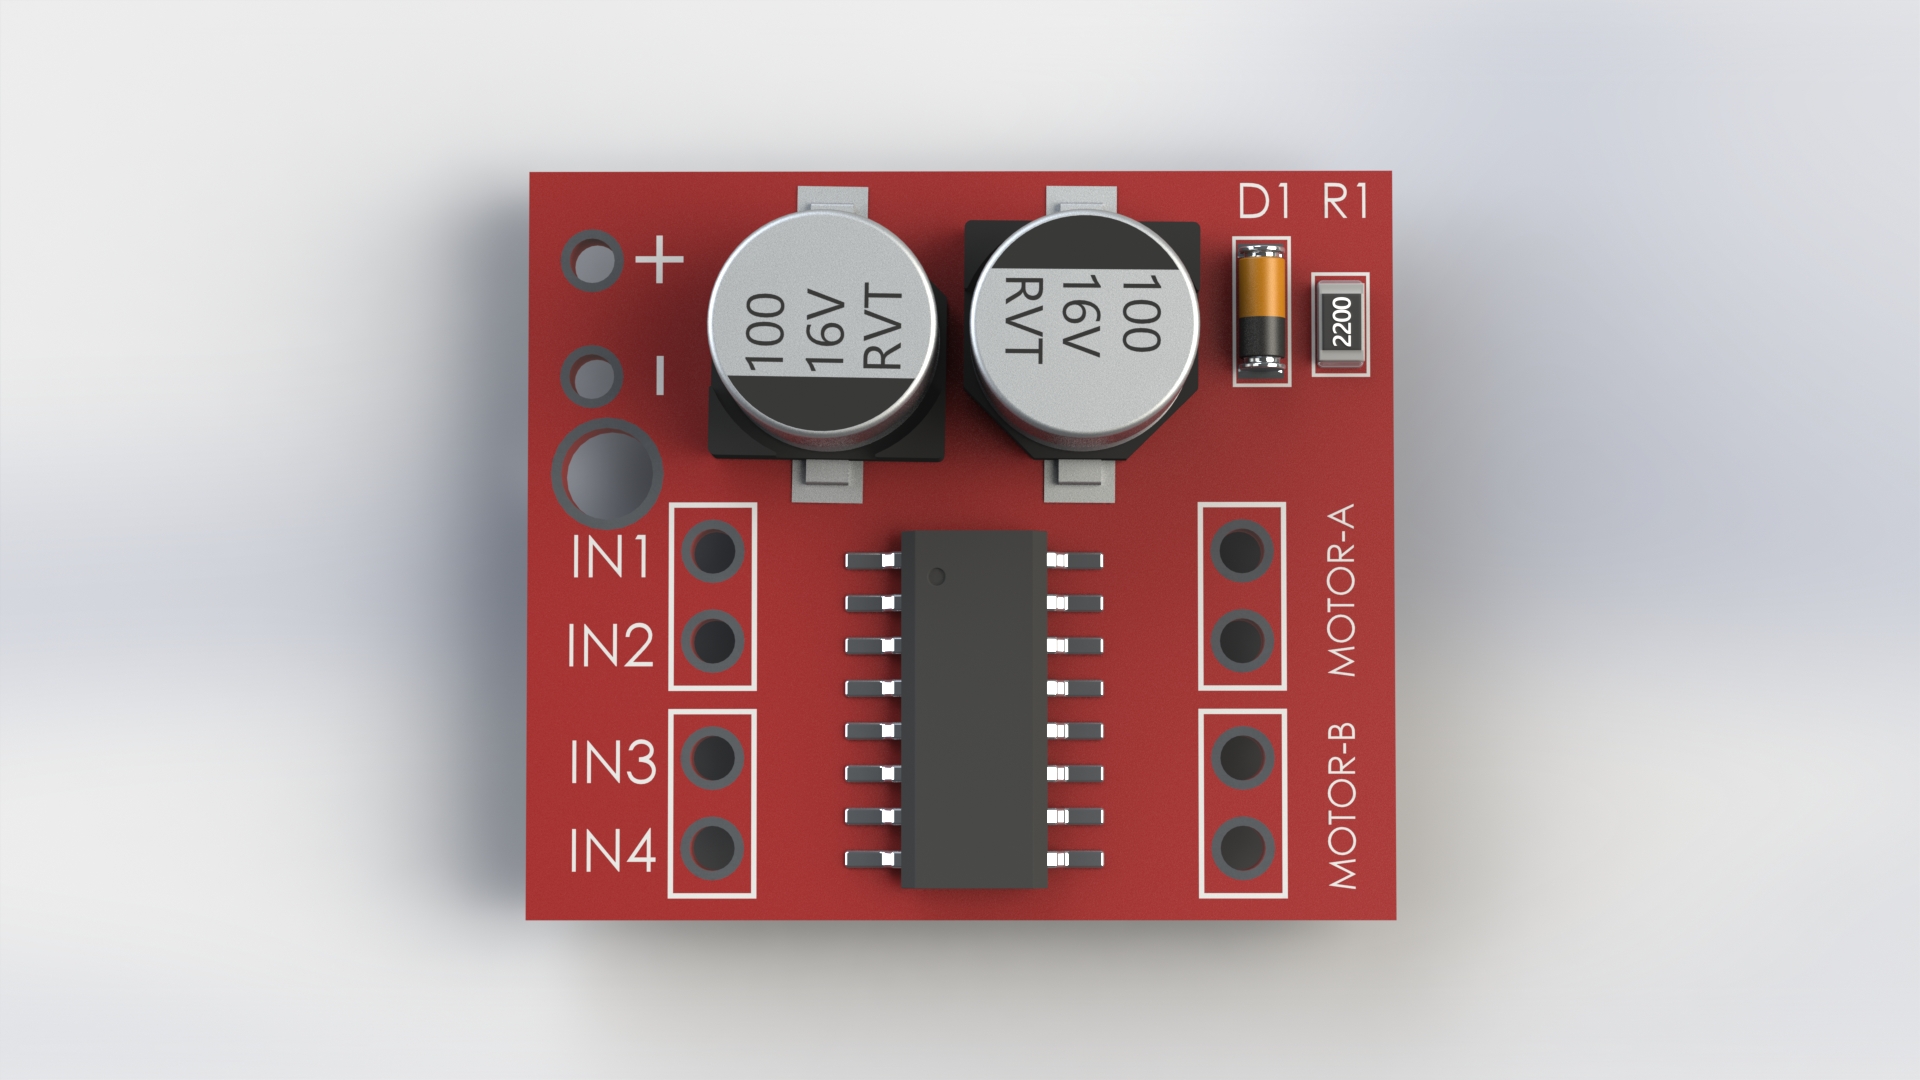 D1 R1
+
100
16V
RVT
100
16V
RVT
2200
-
IN1
IN2
IN3
IN4
MOTOR-A
MOTOR-B